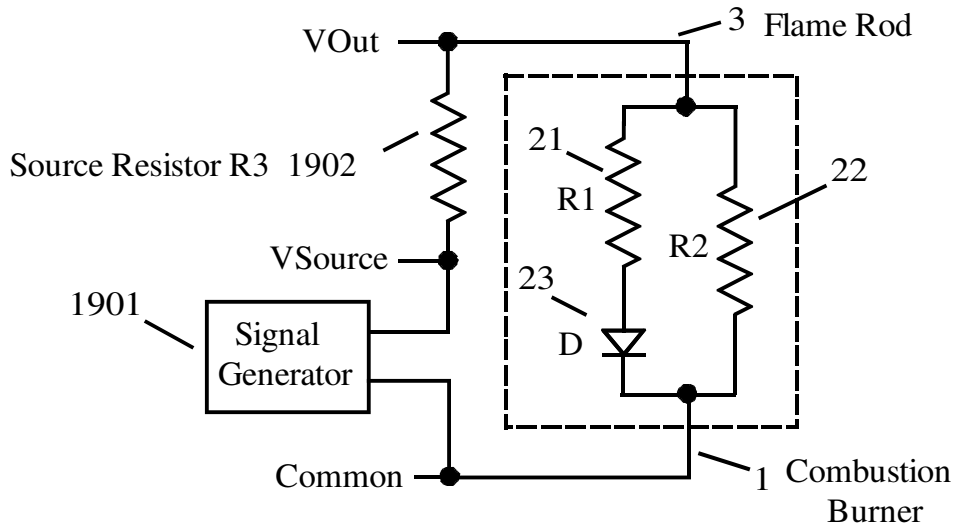 3 Flame Rod
VOut
21
Source Resistor R3 1902
R1
22
R2
VSource
23
1901
Signal
Generator
D
Common
1 Combustion
Burner